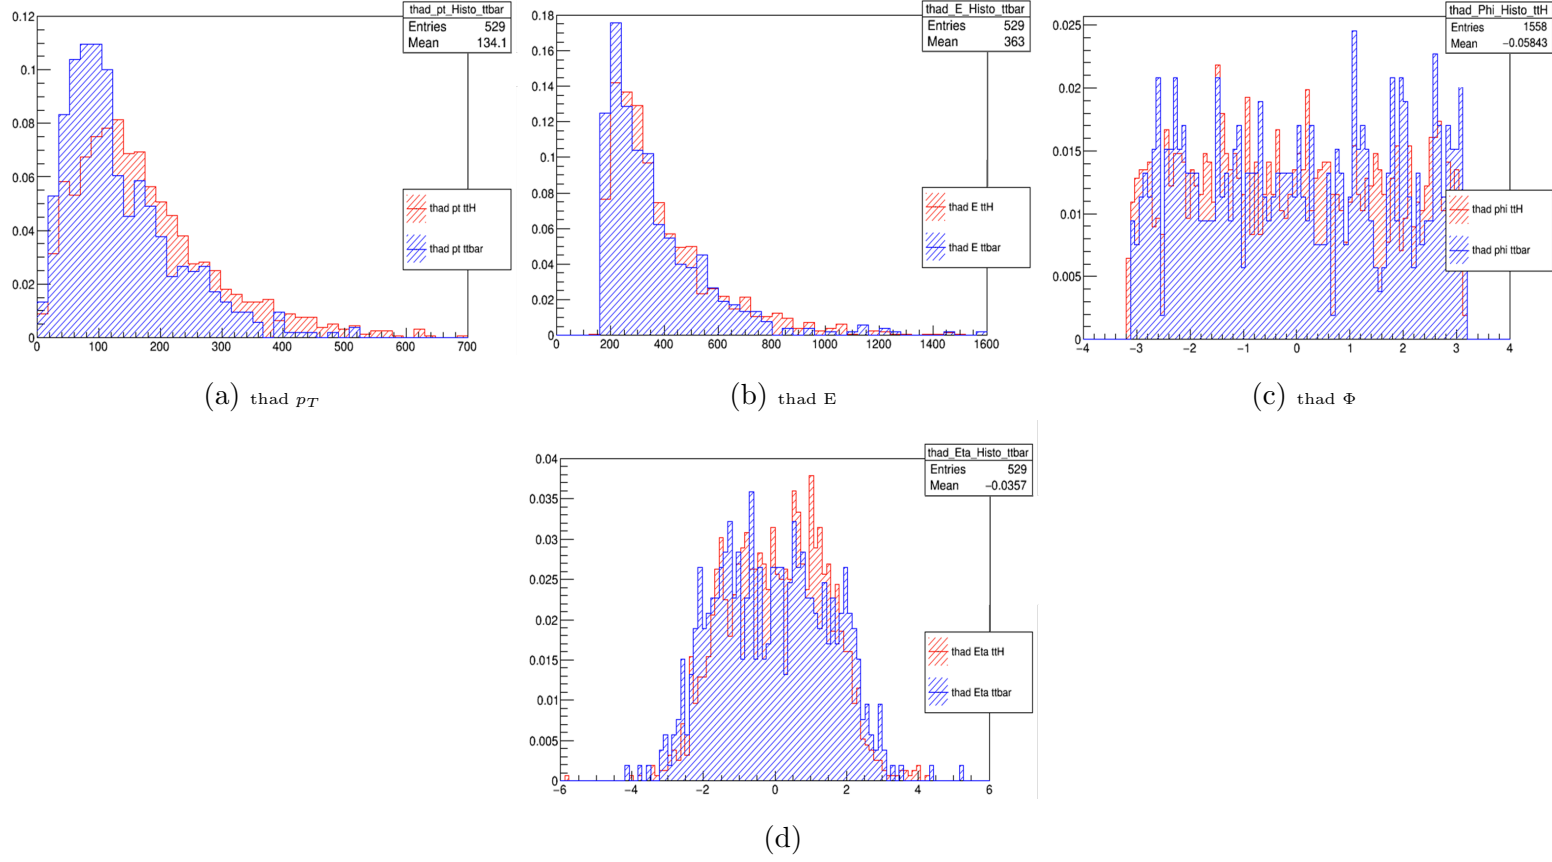 thad_pt_Histo_ttbar
Entries 529
Mean 134.1
0.12
0.1
0.08
0.06
0.04
0.02
0
0 100 200 300 400 500 600 700
thad pt ttH
thad pt ttbar
(a) thad pT
thad_E_Histo_ttbar
Entries 529
Mean 363
0.18
0.16
0.14
0.12
0.1
0.08
0.06
0.04
0.02
0
0 200 400 600 800 1000 1200 1400 1600
thad E ttH
thad E ttbar
(b) thad E
thad_Phi_Histo_ttH
Entries 1558
Mean −0.05843
0.025
0.02
0.015
0.01
0.005
0
−4 −3 −2 −1 0 1 2 3 4
thad phi ttH
thad phi ttbar
(c) thad Φ
thad_Eta_Histo_ttbar
Entries 529
Mean −0.0357
0.04
0.035
0.03
0.025
0.02
0.015
0.01
0.005
0
−6 −4 −2 0 2 4 6
thad Eta ttH
thad Eta ttbar
(d)